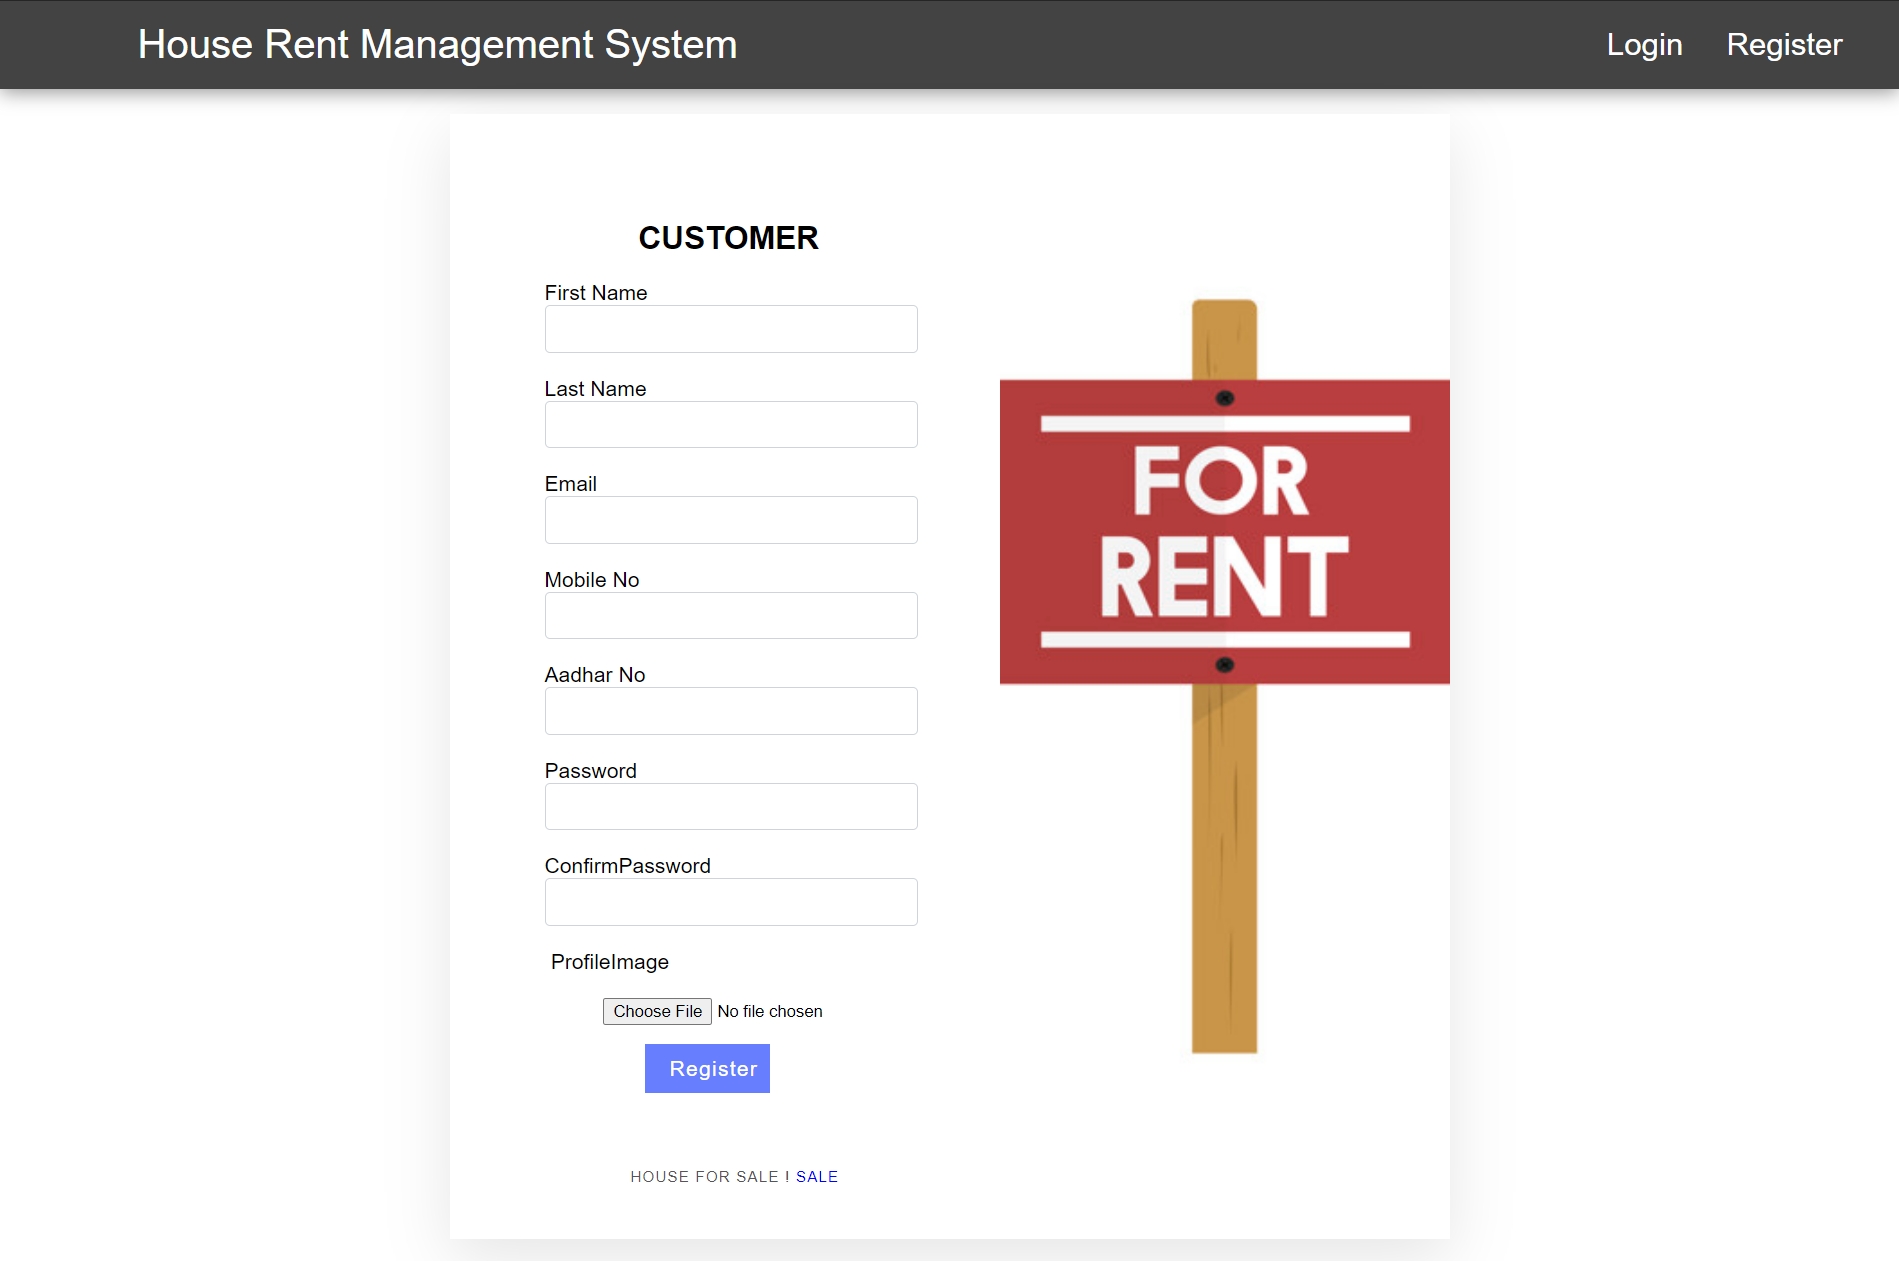 House Rent Management System
Login Register
CUSTOMER
First Name
Last Name
Email
Mobile No
Aadhar No
Password
ConfirmPassword
ProfileImage
Choose File No file chosen
Register
HOUSE FOR SALE ! SALE
FOR
RENT